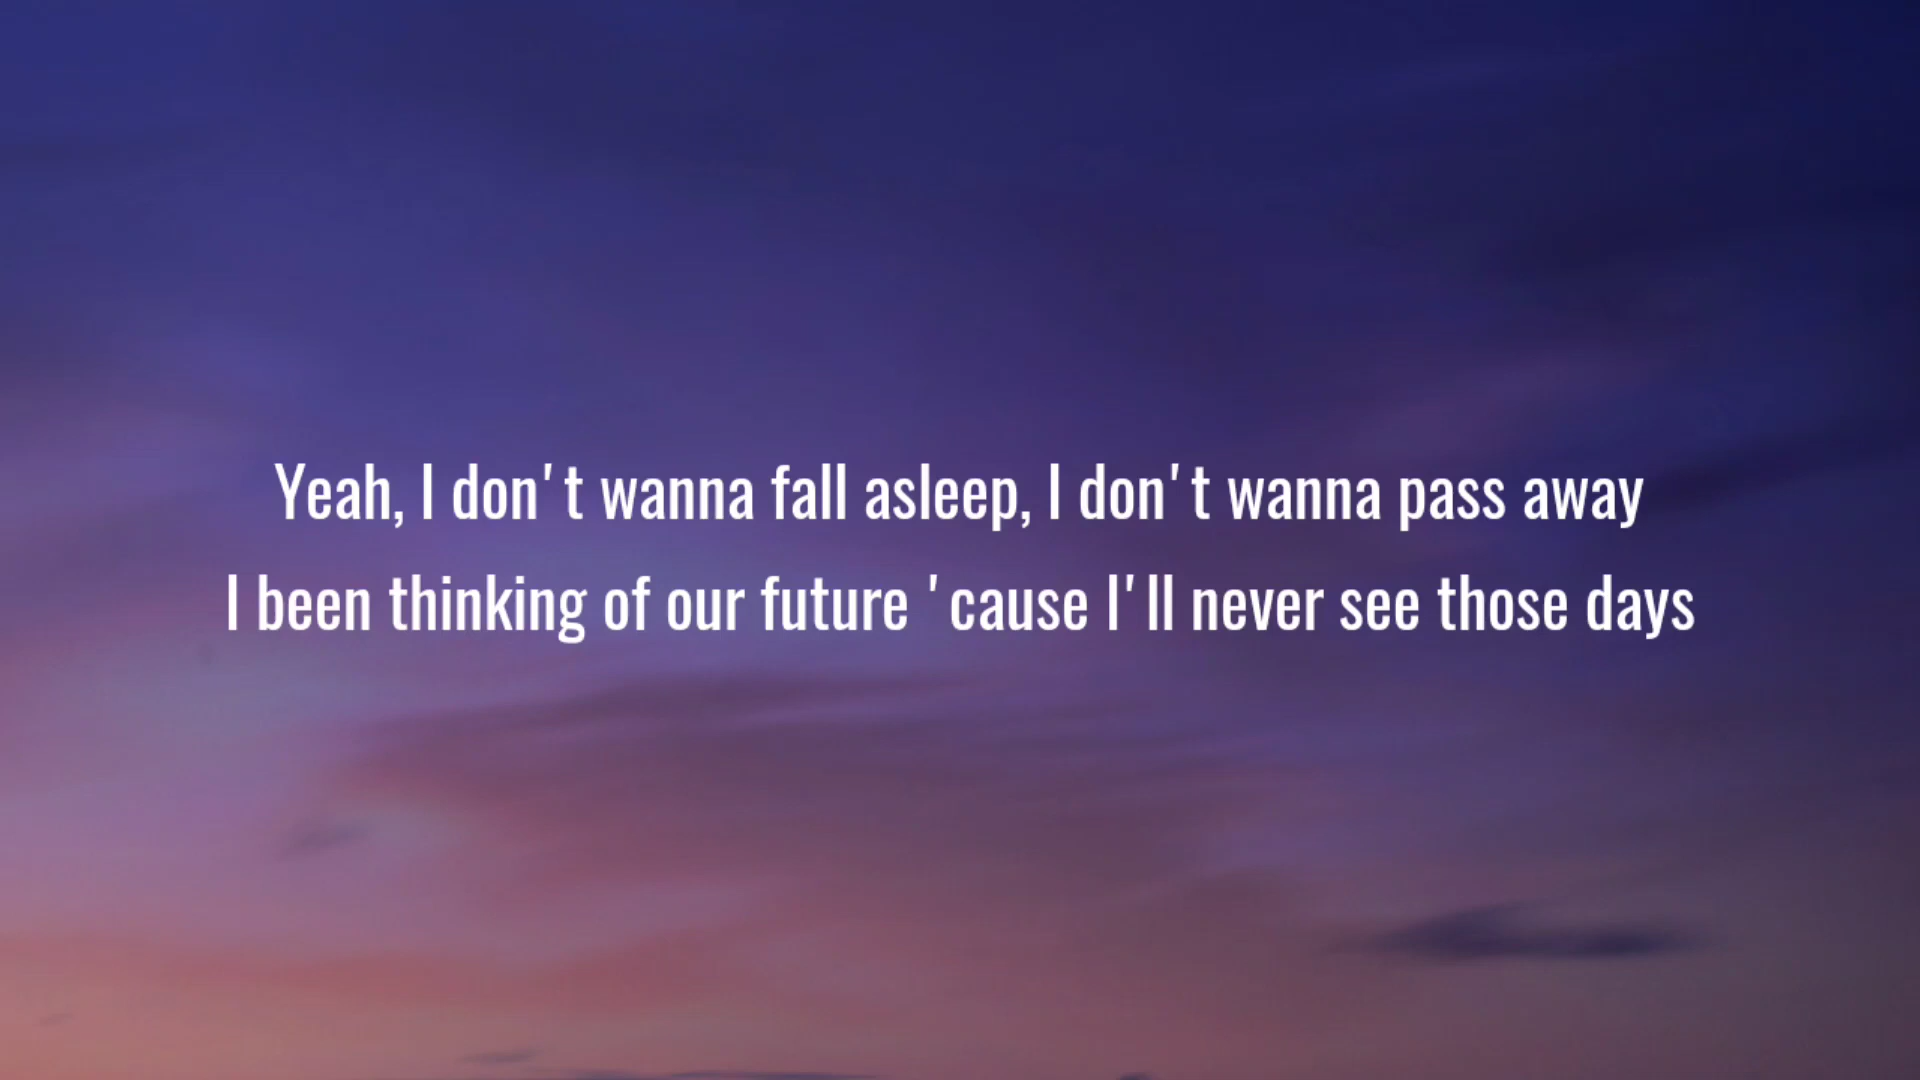 Yeah, I don't wanna fall asleep, I don't wanna pass away
I been thinking of our future 'cause I'll never see those days